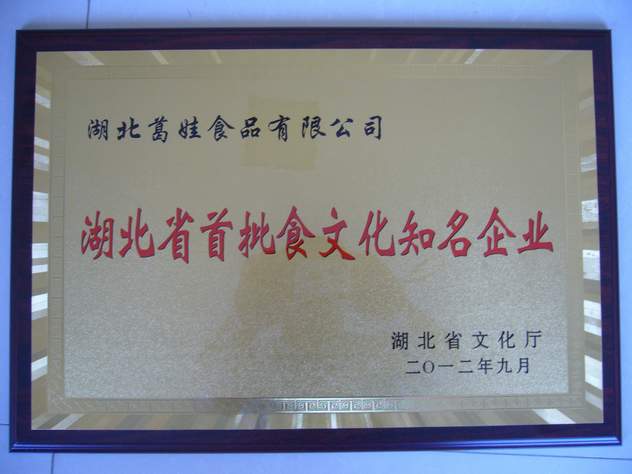 湖北葛娃食品有限公司
湖北省首批食文化知名企业
湖北省文化厅
二〇一二年九月